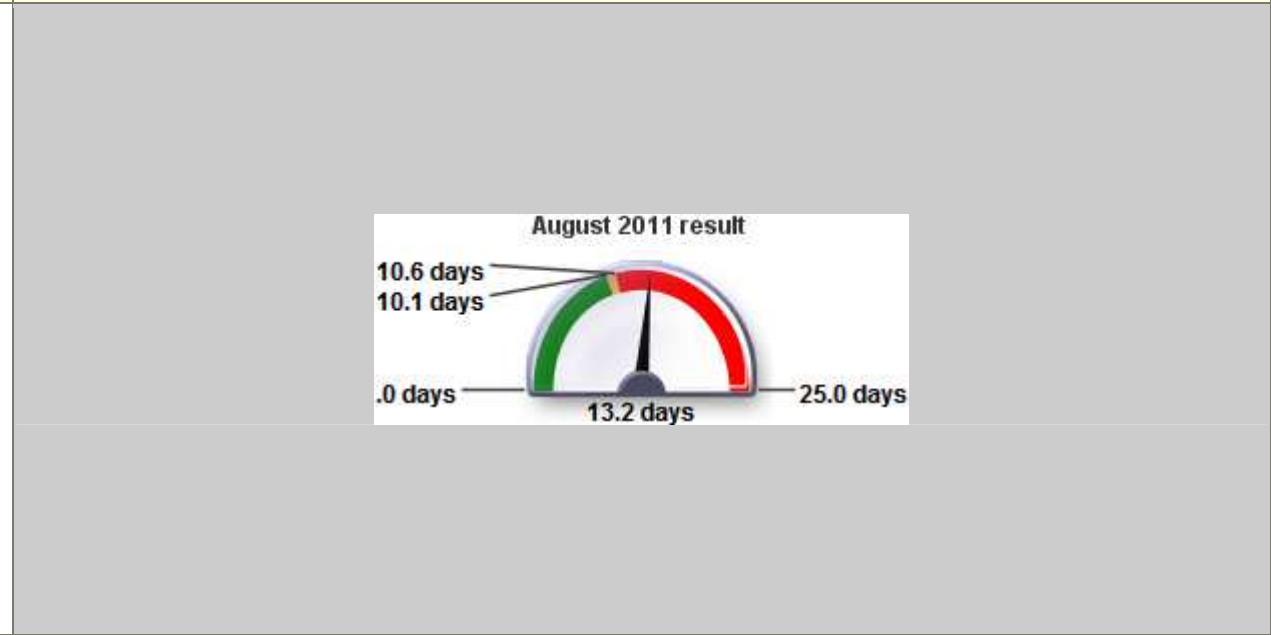 August 2011 result
10.6 days
10.1 days
.0 days
25.0 days
13.2 days